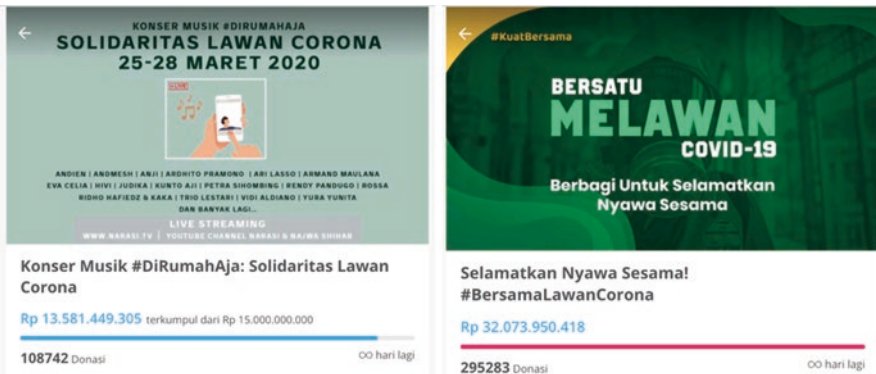 KONSER MUSIK #DIRUMAHAJA
SOLIDARITAS LAWAN CORONA
25-28 MARET 2020
LIVE
ANDIEN | ANDMESH | ANJI | ARDHITO PRAMONO | ARI LASSO | ARMAND MAULANA
EVA CELIA | HIVI | JUDIKA | KUNTO AJI | PETRA SIHOMBING | RENDY PANDUGO | ROSSA
RIDHO HAFIEDZ & KAKA | TRIO LESTARI | VIDI ALDIANO | YURA YUNITA
DAN BANYAK LAGI...
LIVE STREAMING
WWW.NARASI.TV | YOUTUBE CHANNEL NARASI & NAJWA SHIHAB
Konser Musik #DiRumahAja: Solidaritas Lawan
Corona
Rp 13.581.449.305 terkumpul dari Rp 15.000.000.000
108742 Donasi
∞ hari lagi
#KuatBersama
BERSATU
MELAWAN
COVID-19
Berbagi Untuk Selamatkan
Nyawa Sesama
Selamatkan Nyawa Sesama!
#BersamaLawanCorona
Rp 32.073.950.418
295283 Donasi
∞ hari lagi